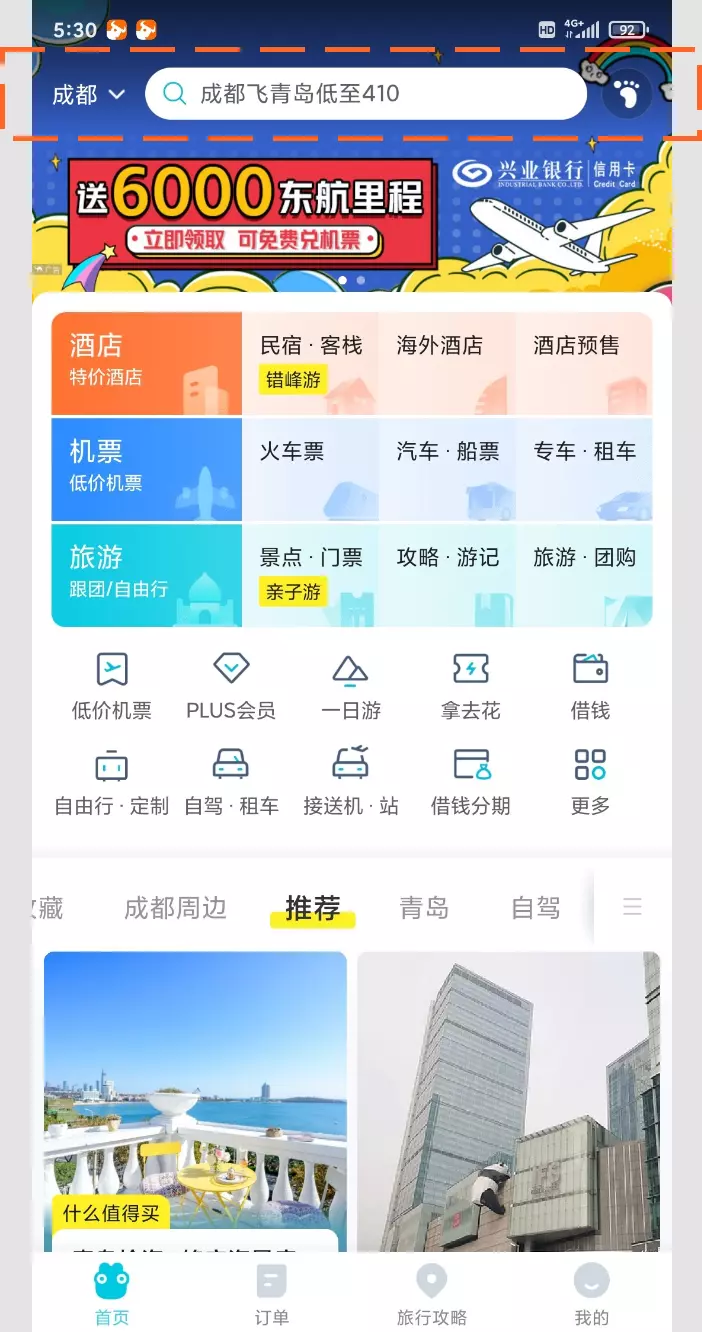 5:30 HD 4G+ 92
成都 成都飞青岛低至410
兴业银行 信用卡
INDUSTRIAL BANK CO.,LTD. Credit Card
送6000东航里程
立即领取 可免费兑机票
广告
酒店 民宿·客栈 海外酒店 酒店预售
特价酒店 错峰游
机票 火车票 汽车·船票 专车·租车
低价机票
旅游 景点·门票 攻略·游记 旅游·团购
跟团/自由行 亲子游
低价机票 PLUS会员 一日游 拿去花 借钱
自由行·定制 自驾·租车 接送机·站 借钱分期 更多
藏 成都周边 推荐 青岛 自驾
什么值得买
首页 订单 旅行攻略 我的